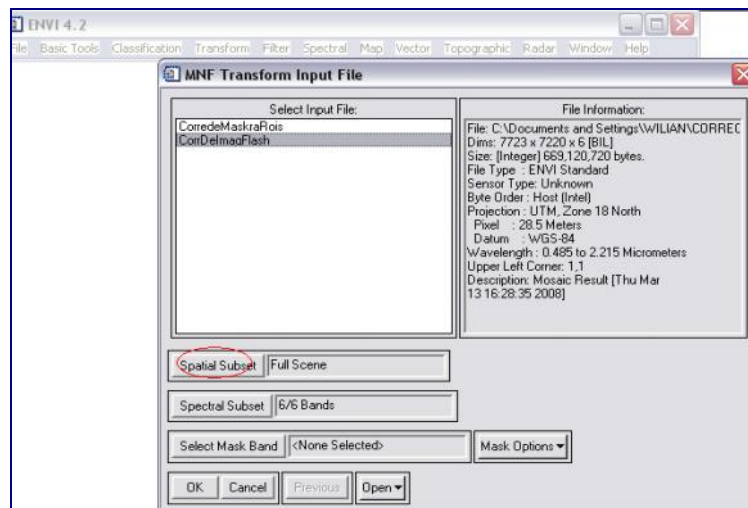 ENVI 4.2
File Basic Tools Classification Transform Filter Spectral Map Vector Topographic Radar Window Help
MNF Transform Input File
Select Input File:
CorredeMaskraRois
CorrDelmagFlash
File Information:
File: C:\Documents and Settings\WILIAN\CORREC
Dims: 7723 x 7220 x 6 [BIL]
Size: [Integer] 669,120,720 bytes.
File Type : ENVI Standard
Sensor Type: Unknown
Byte Order : Host (Intel)
Projection : UTM, Zone 18 North
Pixel : 28.5 Meters
Datum : WGS-84
Wavelength : 0.485 to 2.215 Micrometers
Upper Left Corner: 1,1
Description: Mosaic Result [Thu Mar
13 16:28:35 2008]
Spatial Subset Full Scene
Spectral Subset 6/6 Bands
Select Mask Band <None Selected> Mask Options
OK Cancel Previous Open